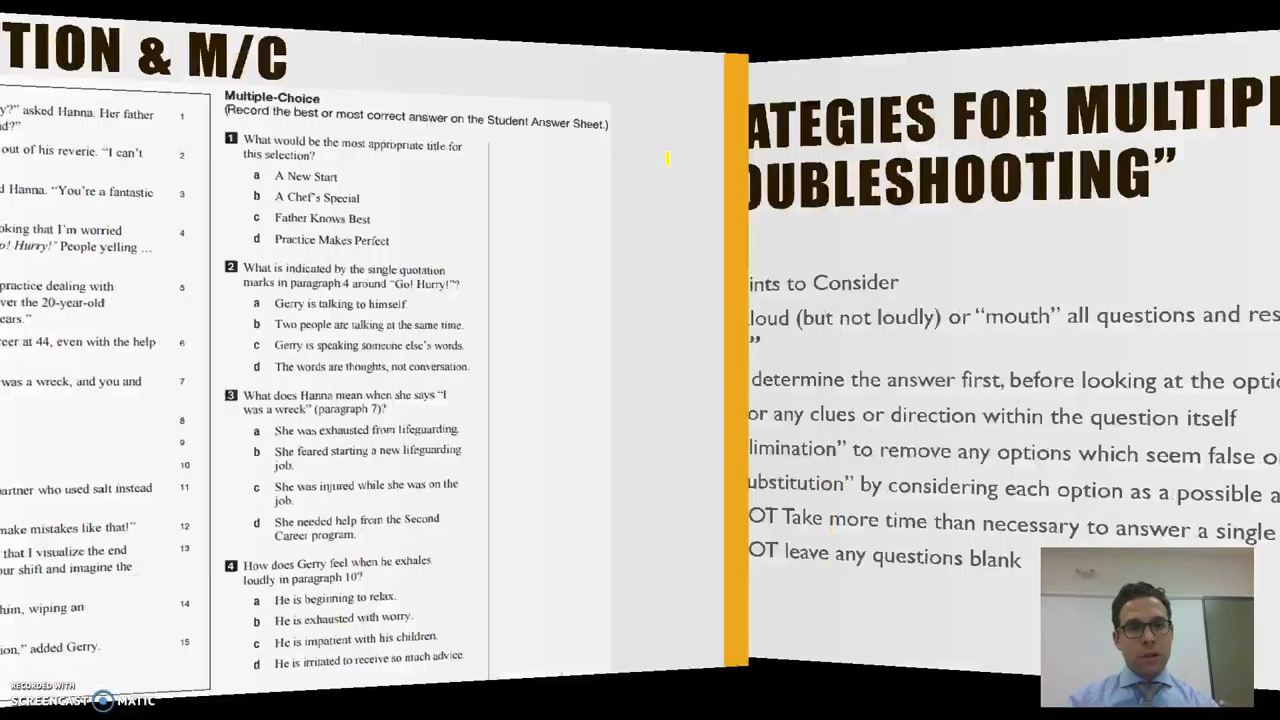 TION & M/C
y?" asked Hanna. Her father 1
d?"
out of his reverie. "I can't 2
d Hanna. "You're a fantastic 3
oking that I'm worried 4
o! Hurry!' People yelling ...
practice dealing with 5
ver the 20-year-old
ears."
reer at 44, even with the help 6
was a wreck, and you and 7
8
9
10
artner who used salt instead 11
make mistakes like that!" 12
that I visualize the end 13
our shift and imagine the
him, wiping an 14
ion," added Gerry. 15
Multiple-Choice
(Record the best or most correct answer on the Student Answer Sheet.)
1 What would be the most appropriate title for
this selection?
a A New Start
b A Chef's Special
c Father Knows Best
d Practice Makes Perfect
2 What is indicated by the single quotation
marks in paragraph 4 around "Go! Hurry!"?
a Gerry is talking to himself.
b Two people are talking at the same time.
c Gerry is speaking someone else's words.
d The words are thoughts, not conversation.
3 What does Hanna mean when she says "I
was a wreck" (paragraph 7)?
a She was exhausted from lifeguarding.
b She feared starting a new lifeguarding
job.
c She was injured while she was on the
job.
d She needed help from the Second
Career program.
4 How does Gerry feel when he exhales
loudly in paragraph 10?
a He is beginning to relax.
b He is exhausted with worry.
c He is impatient with his children.
d He is irritated to receive so much advice.
ATEGIES FOR MULTIPL
OUBLESHOOTING"
ints to Consider
loud (but not loudly) or "mouth" all questions and res
"
determine the answer first, before looking at the optio
or any clues or direction within the question itself
limination" to remove any options which seem false o
ubstitution" by considering each option as a possible a
OT Take more time than necessary to answer a single
OT leave any questions blank
RECORDED WITH
SCREENCAST MATIC